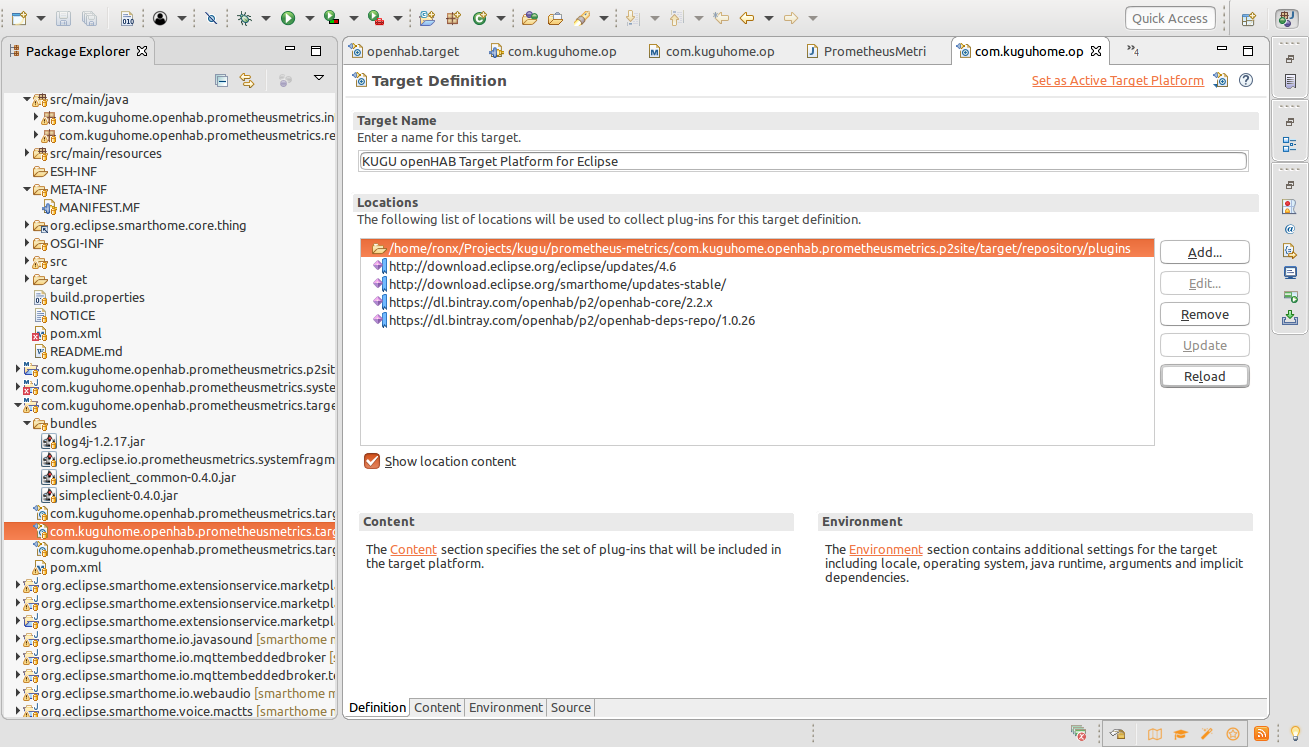 Quick Access
Package Explorer
src/main/java
com.kuguhome.openhab.prometheusmetrics.in
com.kuguhome.openhab.prometheusmetrics.re
src/main/resources
ESH-INF
META-INF
MANIFEST.MF
org.eclipse.smarthome.core.thing
OSGI-INF
src
target
build.properties
NOTICE
pom.xml
README.md
com.kuguhome.openhab.prometheusmetrics.p2sit
com.kuguhome.openhab.prometheusmetrics.syste
com.kuguhome.openhab.prometheusmetrics.targe
bundles
log4j-1.2.17.jar
org.eclipse.io.prometheusmetrics.systemfragm
simpleclient_common-0.4.0.jar
simpleclient-0.4.0.jar
com.kuguhome.openhab.prometheusmetrics.targ
com.kuguhome.openhab.prometheusmetrics.targ
com.kuguhome.openhab.prometheusmetrics.targ
pom.xml
org.eclipse.smarthome.extensionservice.marketpl
org.eclipse.smarthome.extensionservice.marketpl
org.eclipse.smarthome.extensionservice.marketpl
org.eclipse.smarthome.io.javasound [smarthome m
org.eclipse.smarthome.io.mqttembeddedbroker [s
org.eclipse.smarthome.io.mqttembeddedbroker.te
org.eclipse.smarthome.io.webaudio [smarthome m
org.eclipse.smarthome.voice.mactts [smarthome m
openhab.target com.kuguhome.op com.kuguhome.op PrometheusMetri com.kuguhome.op »4
Target Definition
Set as Active Target Platform
Target Name
Enter a name for this target.
KUGU openHAB Target Platform for Eclipse
Locations
The following list of locations will be used to collect plug-ins for this target definition.
/home/ronx/Projects/kugu/prometheus-metrics/com.kuguhome.openhab.prometheusmetrics.p2site/target/repository/plugins
http://download.eclipse.org/eclipse/updates/4.6
http://download.eclipse.org/smarthome/updates-stable/
https://dl.bintray.com/openhab/p2/openhab-core/2.2.x
https://dl.bintray.com/openhab/p2/openhab-deps-repo/1.0.26
Add...
Edit...
Remove
Update
Reload
Show location content
Content
The Content section specifies the set of plug-ins that will be included in
the target platform.
Environment
The Environment section contains additional settings for the target
including locale, operating system, java runtime, arguments and implicit
dependencies.
Definition Content Environment Source